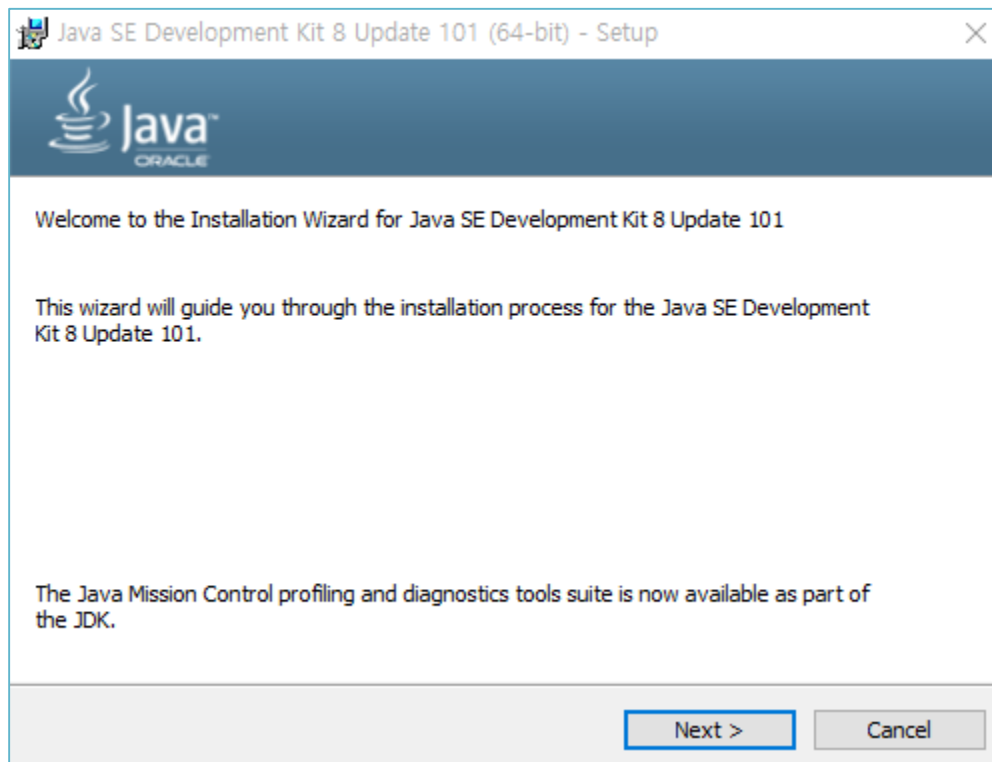 Java SE Development Kit 8 Update 101 (64-bit) - Setup
Java™
ORACLE
Welcome to the Installation Wizard for Java SE Development Kit 8 Update 101
This wizard will guide you through the installation process for the Java SE Development
Kit 8 Update 101.
The Java Mission Control profiling and diagnostics tools suite is now available as part of
the JDK.
Next >
Cancel